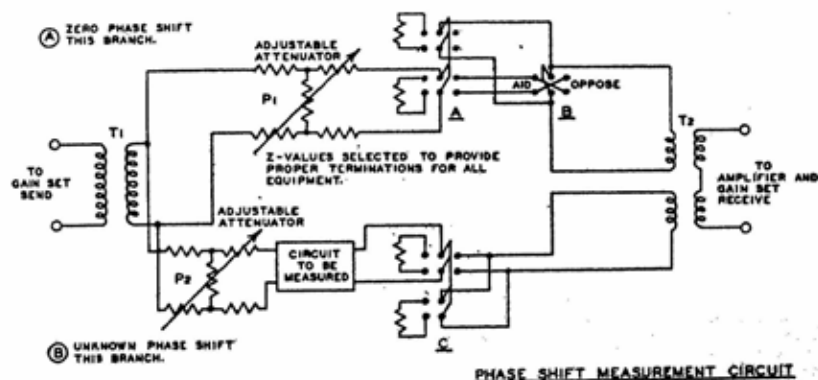 A ZERO PHASE SHIFT
THIS BRANCH.
ADJUSTABLE
ATTENUATOR
P1
A
AID
OPPOSE
B
T1
T2
TO
GAIN SET
SEND
Z-VALUES SELECTED TO PROVIDE
PROPER TERMINATIONS FOR ALL
EQUIPMENT.
TO
AMPLIFIER AND
GAIN SET
RECEIVE
ADJUSTABLE
ATTENUATOR
P2
CIRCUIT
TO BE
MEASURED
C
B UNKNOWN PHASE SHIFT
THIS BRANCH.
PHASE SHIFT MEASUREMENT CIRCUIT